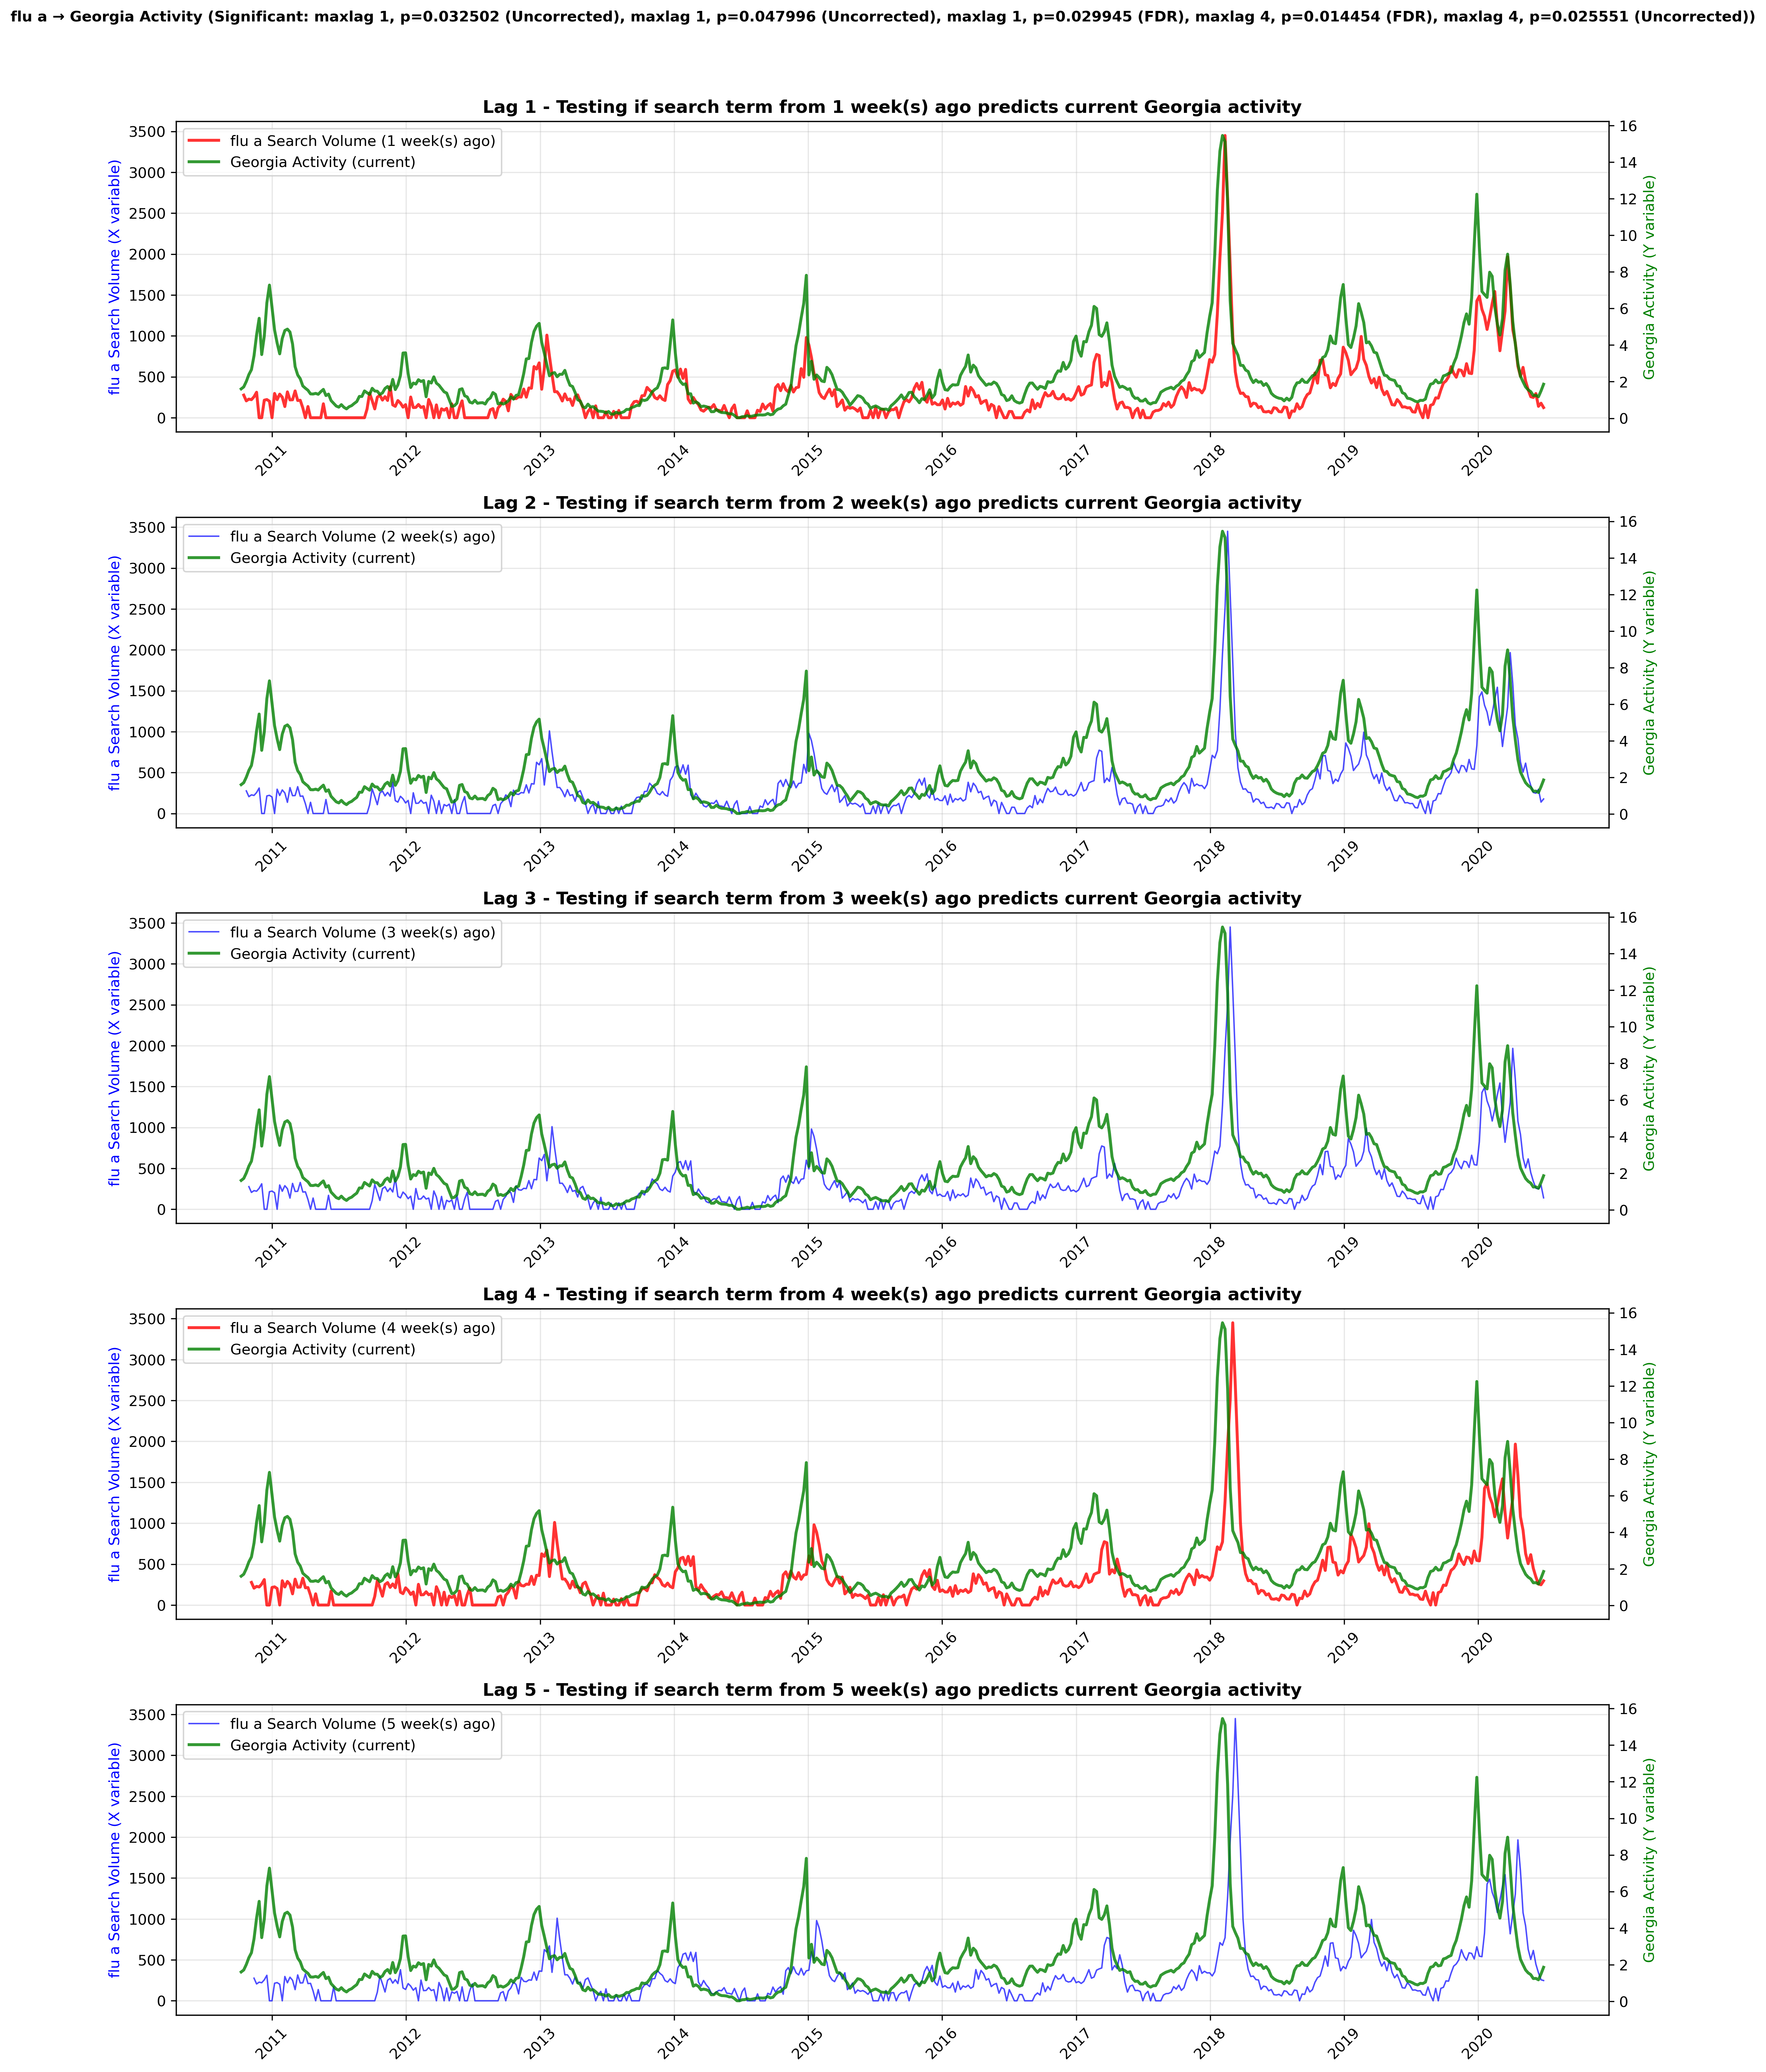 flu a → Georgia Activity (Significant: maxlag 1, p=0.032502 (Uncorrected), maxlag 1, p=0.047996 (Uncorrected), maxlag 1, p=0.029945 (FDR), maxlag 4, p=0.014454 (FDR), maxlag 4, p=0.025551 (Uncorrected))
Lag 1 - Testing if search term from 1 week(s) ago predicts current Georgia activity
flu a Search Volume (X variable)
3500
3000
2500
2000
1500
1000
500
0
flu a Search Volume (1 week(s) ago)
Georgia Activity (current)
16
14
12
10
8
6
4
2
0
Georgia Activity (Y variable)
2011 2012 2013 2014 2015 2016 2017 2018 2019 2020
Lag 2 - Testing if search term from 2 week(s) ago predicts current Georgia activity
flu a Search Volume (X variable)
3500
3000
2500
2000
1500
1000
500
0
flu a Search Volume (2 week(s) ago)
Georgia Activity (current)
16
14
12
10
8
6
4
2
0
Georgia Activity (Y variable)
2011 2012 2013 2014 2015 2016 2017 2018 2019 2020
Lag 3 - Testing if search term from 3 week(s) ago predicts current Georgia activity
flu a Search Volume (X variable)
3500
3000
2500
2000
1500
1000
500
0
flu a Search Volume (3 week(s) ago)
Georgia Activity (current)
16
14
12
10
8
6
4
2
0
Georgia Activity (Y variable)
2011 2012 2013 2014 2015 2016 2017 2018 2019 2020
Lag 4 - Testing if search term from 4 week(s) ago predicts current Georgia activity
flu a Search Volume (X variable)
3500
3000
2500
2000
1500
1000
500
0
flu a Search Volume (4 week(s) ago)
Georgia Activity (current)
16
14
12
10
8
6
4
2
0
Georgia Activity (Y variable)
2011 2012 2013 2014 2015 2016 2017 2018 2019 2020
Lag 5 - Testing if search term from 5 week(s) ago predicts current Georgia activity
flu a Search Volume (X variable)
3500
3000
2500
2000
1500
1000
500
0
flu a Search Volume (5 week(s) ago)
Georgia Activity (current)
16
14
12
10
8
6
4
2
0
Georgia Activity (Y variable)
2011 2012 2013 2014 2015 2016 2017 2018 2019 2020